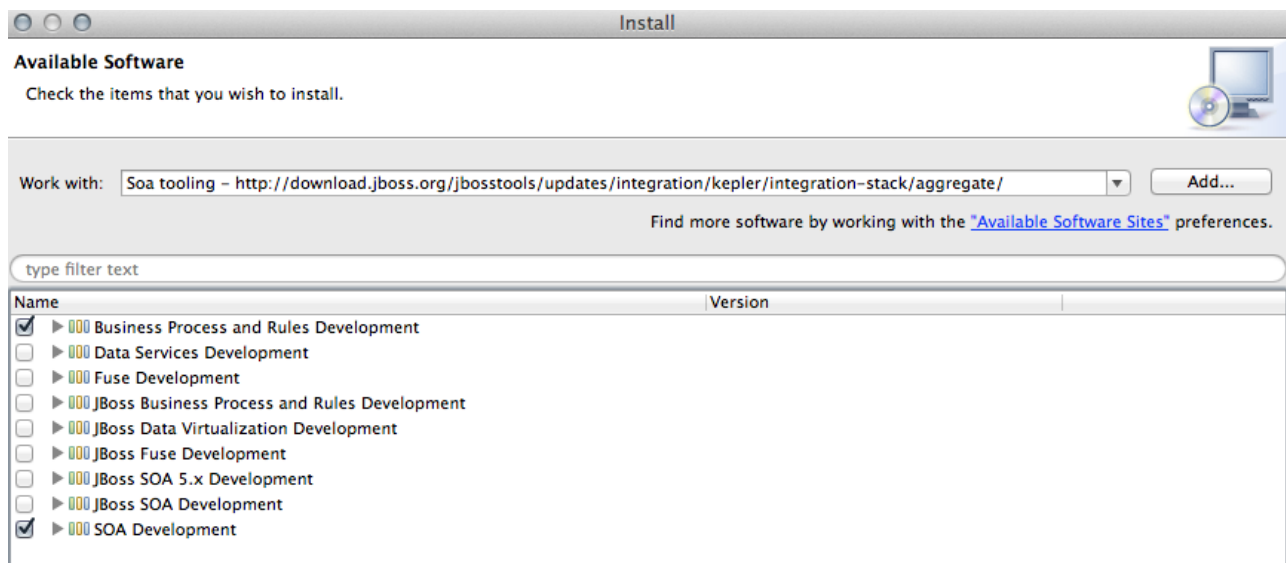 Install
Available Software
Check the items that you wish to install.
Work with: Soa tooling – http://download.jboss.org/jbosstools/updates/integration/kepler/integration-stack/aggregate/ Add...
Find more software by working with the "Available Software Sites" preferences.
type filter text
Name Version
Business Process and Rules Development
Data Services Development
Fuse Development
JBoss Business Process and Rules Development
JBoss Data Virtualization Development
JBoss Fuse Development
JBoss SOA 5.x Development
JBoss SOA Development
SOA Development